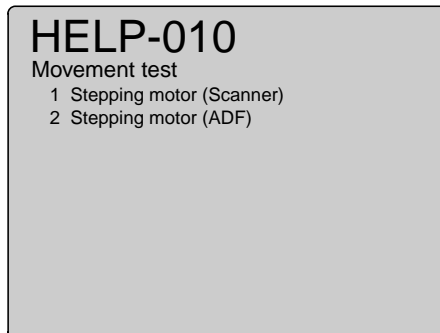 HELP-010
Movement test
1 Stepping motor (Scanner)
2 Stepping motor (ADF)